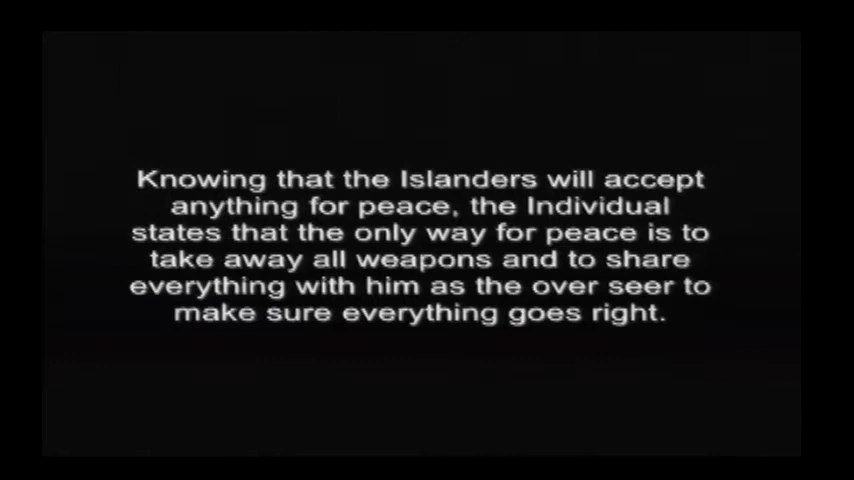 Knowing that the Islanders will accept
anything for peace, the Individual
states that the only way for peace is to
take away all weapons and to share
everything with him as the over seer to
make sure everything goes right.